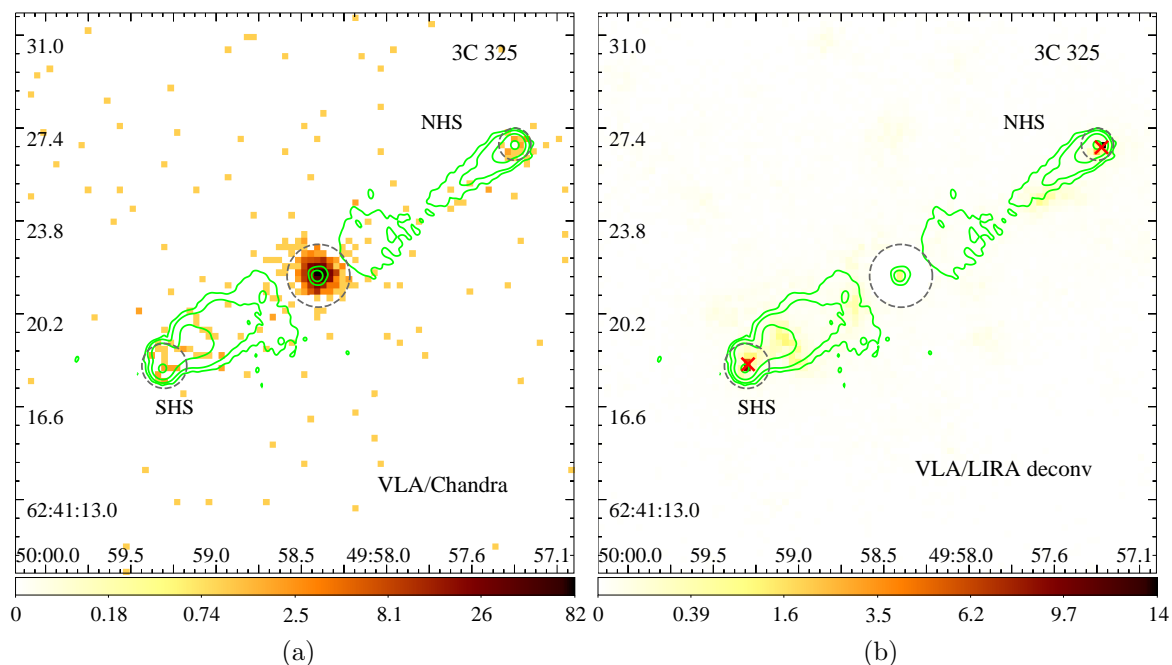 31.0
3C 325
NHS
27.4
23.8
20.2
16.6
SHS
VLA/Chandra
62:41:13.0
50:00.0 59.5 59.0 58.5 49:58.0 57.6 57.1
0 0.18 0.74 2.5 8.1 26 82
(a)
31.0
3C 325
NHS
27.4
23.8
20.2
16.6
SHS
VLA/LIRA deconv
62:41:13.0
50:00.0 59.5 59.0 58.5 49:58.0 57.6 57.1
0 0.39 1.6 3.5 6.2 9.7 14
(b)